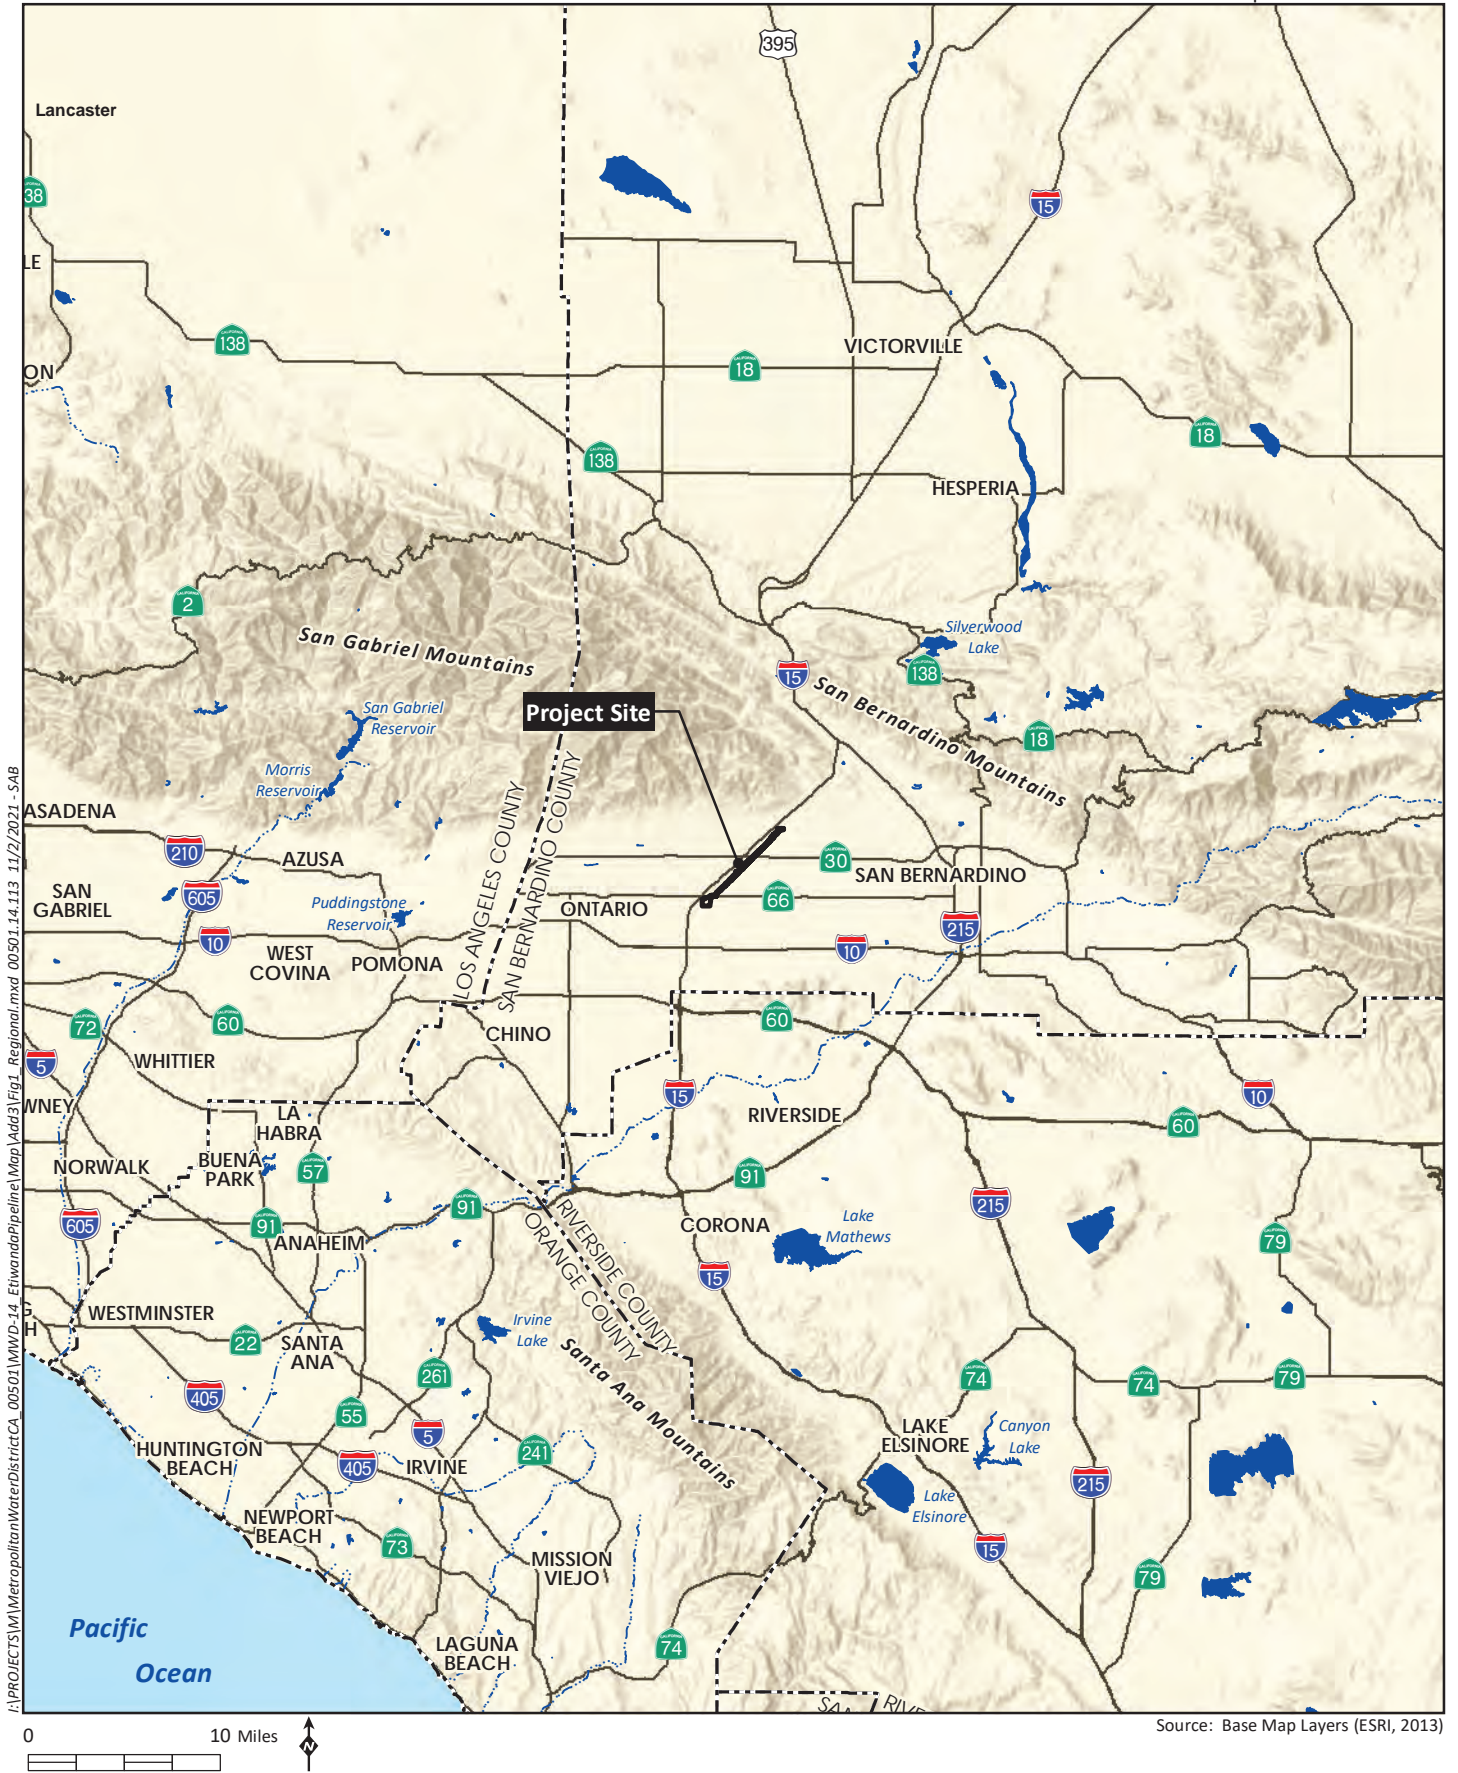 395
Lancaster
15
38
LE
138
VICTORVILLE
18
ON
18
138
HESPERIA
2
San Gabriel Mountains
Silverwood
Lake
138
15
San Bernardino Mountains
Project Site
San Gabriel
Reservoir
18
Morris
Reservoir
ASADENA
210
AZUSA
30
SAN BERNARDINO
LOS ANGELES COUNTY
SAN BERNARDINO COUNTY
SAN
GABRIEL
605
Puddingstone
Reservoir
66
ONTARIO
215
10
10
WEST
COVINA
POMONA
72
60
60
CHINO
5
WHITTIER
15
10
WNEY
LA
HABRA
RIVERSIDE
60
NORWALK
BUENA
PARK
57
91
91
215
605
91
ANAHEIM
RIVERSIDE COUNTY
ORANGE COUNTY
CORONA
Lake
Mathews
79
15
G
H
WESTMINSTER
22
SANTA
ANA
Irvine
Lake
Santa Ana Mountains
261
74
74
79
405
55
5
241
LAKE
ELSINORE
Canyon
Lake
HUNTINGTON
BEACH
405
IRVINE
215
Lake
Elsinore
NEWPORT
BEACH
73
15
MISSION
VIEJO
79
Pacific
Ocean
LAGUNA
BEACH
74
SAN
RIVE
I:\PROJECTS\M\MetropolitanWaterDistrictCA_00501\MWD-14_EtiwandaPipeline\Map\Add3\Fig1_Regional.mxd 00501.14.113 11/2/2021 - SAB
0
10 Miles
N
Source: Base Map Layers (ESRI, 2013)